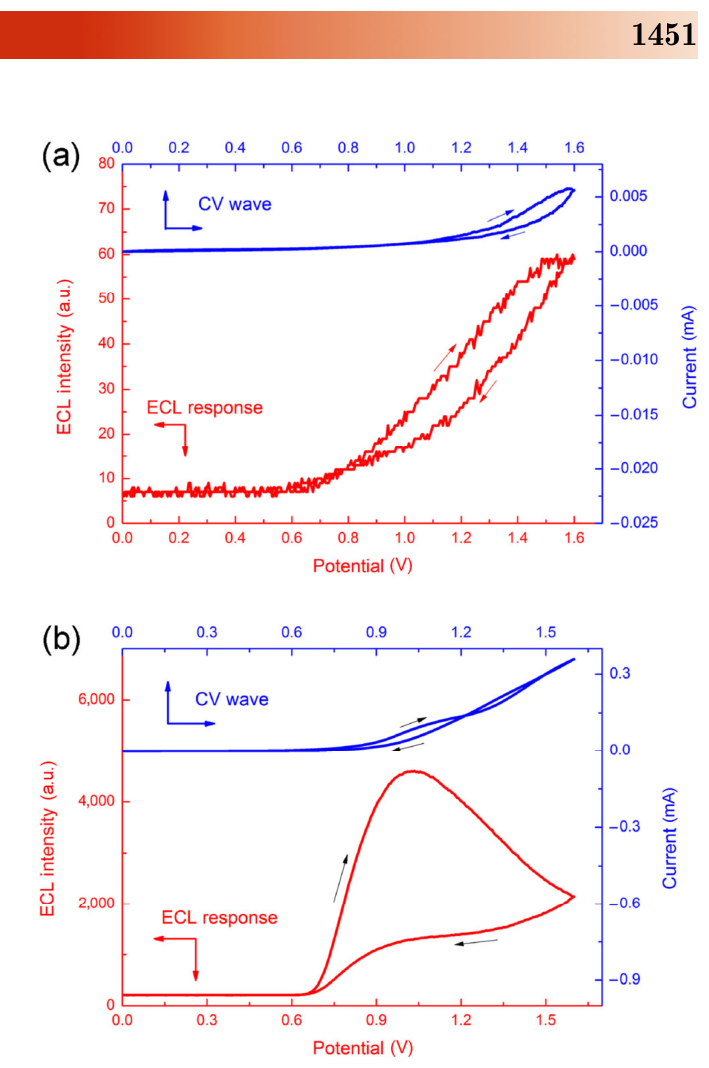 1451
(a)
0.0 0.2 0.4 0.6 0.8 1.0 1.2 1.4 1.6
80
70
60
50
40
30
20
10
0
ECL intensity (a.u.)
CV wave
ECL response
0.005
0.000
−0.005
−0.010
−0.015
−0.020
−0.025
Current (mA)
0.0 0.2 0.4 0.6 0.8 1.0 1.2 1.4 1.6
Potential (V)
(b)
0.0 0.3 0.6 0.9 1.2 1.5
6,000
4,000
2,000
0
ECL intensity (a.u.)
CV wave
ECL response
0.3
0.0
−0.3
−0.6
−0.9
Current (mA)
0.0 0.3 0.6 0.9 1.2 1.5
Potential (V)